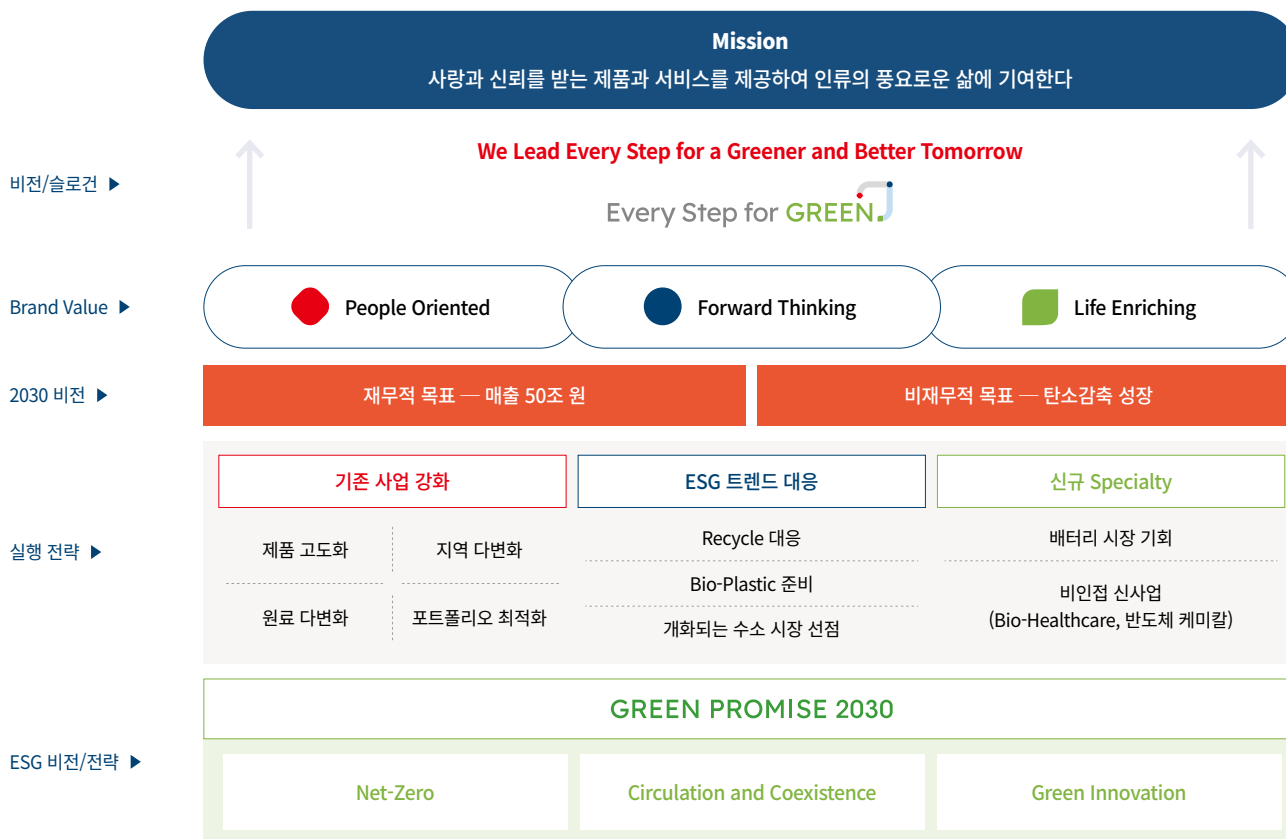 Mission
사랑과 신뢰를 받는 제품과 서비스를 제공하여 인류의 풍요로운 삶에 기여한다
비전/슬로건 ▶
We Lead Every Step for a Greener and Better Tomorrow
Every Step for GREEN
Brand Value ▶
People Oriented
Forward Thinking
Life Enriching
2030 비전 ▶
재무적 목표 — 매출 50조 원
비재무적 목표 — 탄소감축 성장
실행 전략 ▶
기존 사업 강화
제품 고도화
지역 다변화
원료 다변화
포트폴리오 최적화
ESG 트렌드 대응
Recycle 대응
Bio-Plastic 준비
개화되는 수소 시장 선점
신규 Specialty
배터리 시장 기회
비인접 신사업
(Bio-Healthcare, 반도체 케미칼)
ESG 비전/전략 ▶
GREEN PROMISE 2030
Net-Zero
Circulation and Coexistence
Green Innovation